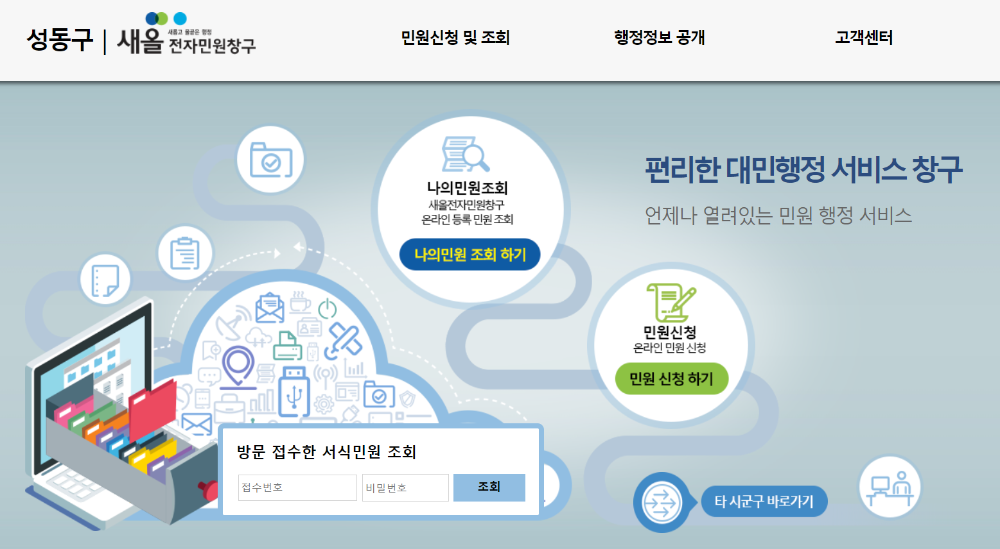 성동구 | 새올 전자민원창구
새롭고 올곧은 행정
민원신청 및 조회
행정정보 공개
고객센터
편리한 대민행정 서비스 창구
언제나 열려있는 민원 행정 서비스
나의민원조회
새올전자민원창구
온라인 등록 민원 조회
나의민원 조회 하기
민원신청
온라인 민원 신청
민원 신청 하기
방문 접수한 서식민원 조회
접수번호
비밀번호
조회
타 시군구 바로가기